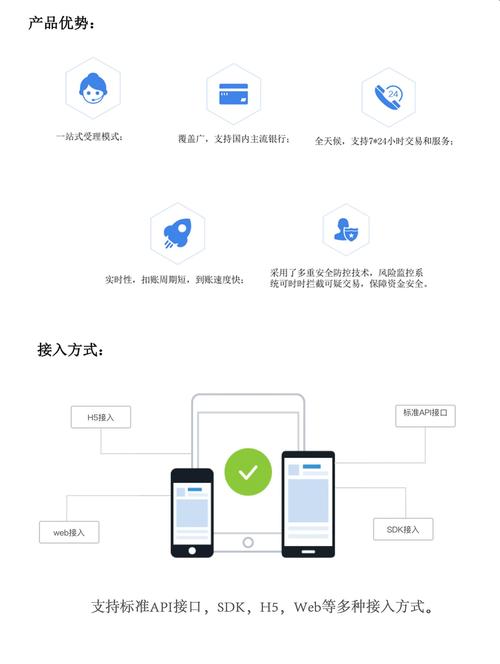 产品优势：
24
一站式受理模式；
覆盖广，支持国内主流银行；
全天候，支持7*24小时交易和服务；
实时性，扣账周期短，到账速度快；
采用了多重安全防控技术，风险监控系
统可时时拦截可疑交易，保障资金安全。
接入方式：
H5接入
标准API接口
web接入
SDK接入
支持标准API接口，SDK，H5，Web等多种接入方式。